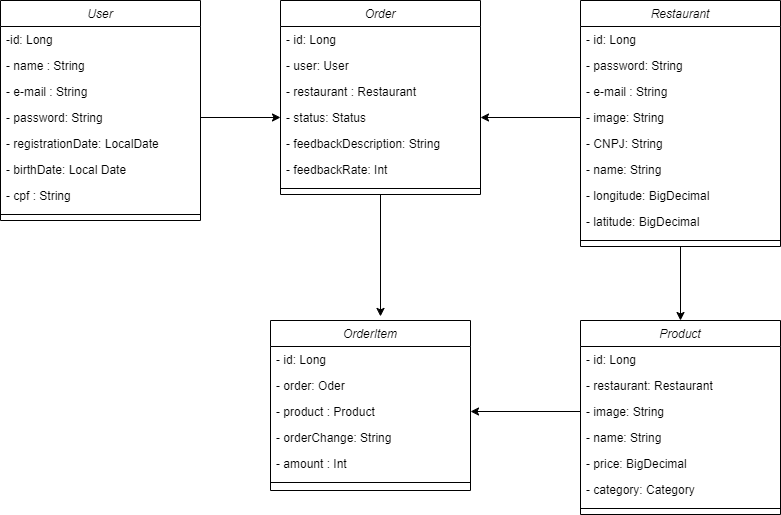 User
-id: Long
- name : String
- e-mail : String
- password: String
- registrationDate: LocalDate
- birthDate: Local Date
- cpf : String
Order
- id: Long
- user: User
- restaurant : Restaurant
- status: Status
- feedbackDescription: String
- feedbackRate: Int
Restaurant
- id: Long
- password: String
- e-mail : String
- image: String
- CNPJ: String
- name: String
- longitude: BigDecimal
- latitude: BigDecimal
OrderItem
- id: Long
- order: Oder
- product : Product
- orderChange: String
- amount : Int
Product
- id: Long
- restaurant: Restaurant
- image: String
- name: String
- price: BigDecimal
- category: Category